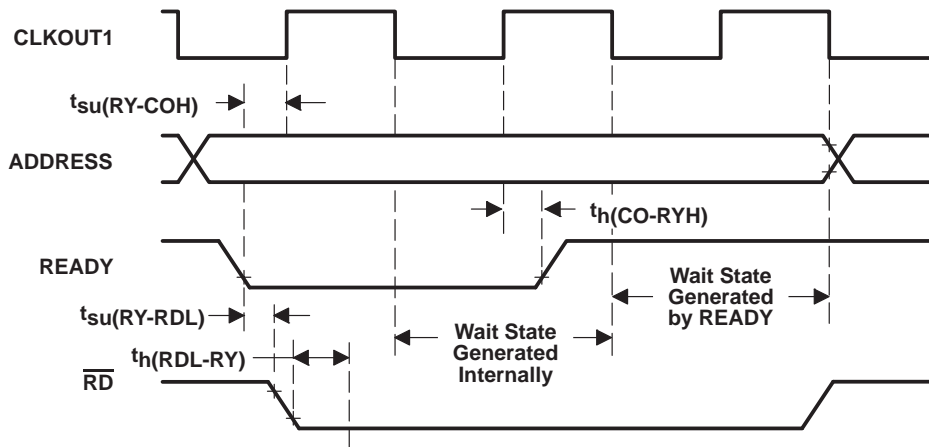 CLKOUT1
tsu(RY-COH)
ADDRESS
th(CO-RYH)
READY
Wait State
Generated
by READY
tsu(RY-RDL)
Wait State
Generated
Internally
th(RDL-RY)
RD